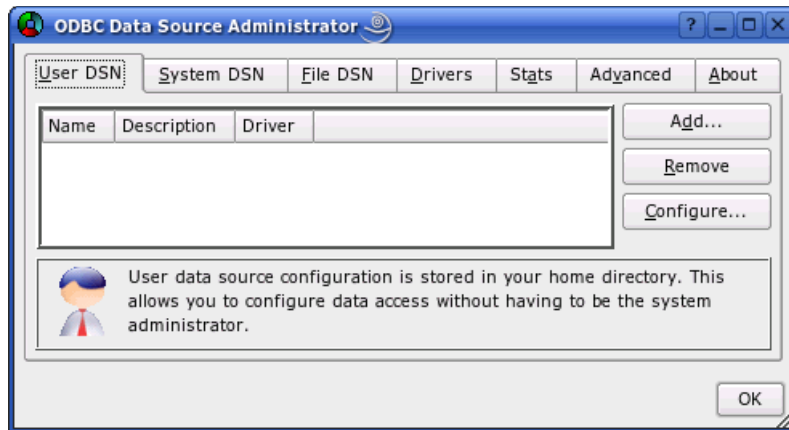 ODBC Data Source Administrator
User DSN System DSN File DSN Drivers Stats Advanced About
Name Description Driver
Add...
Remove
Configure...
User data source configuration is stored in your home directory. This
allows you to configure data access without having to be the system
administrator.
OK